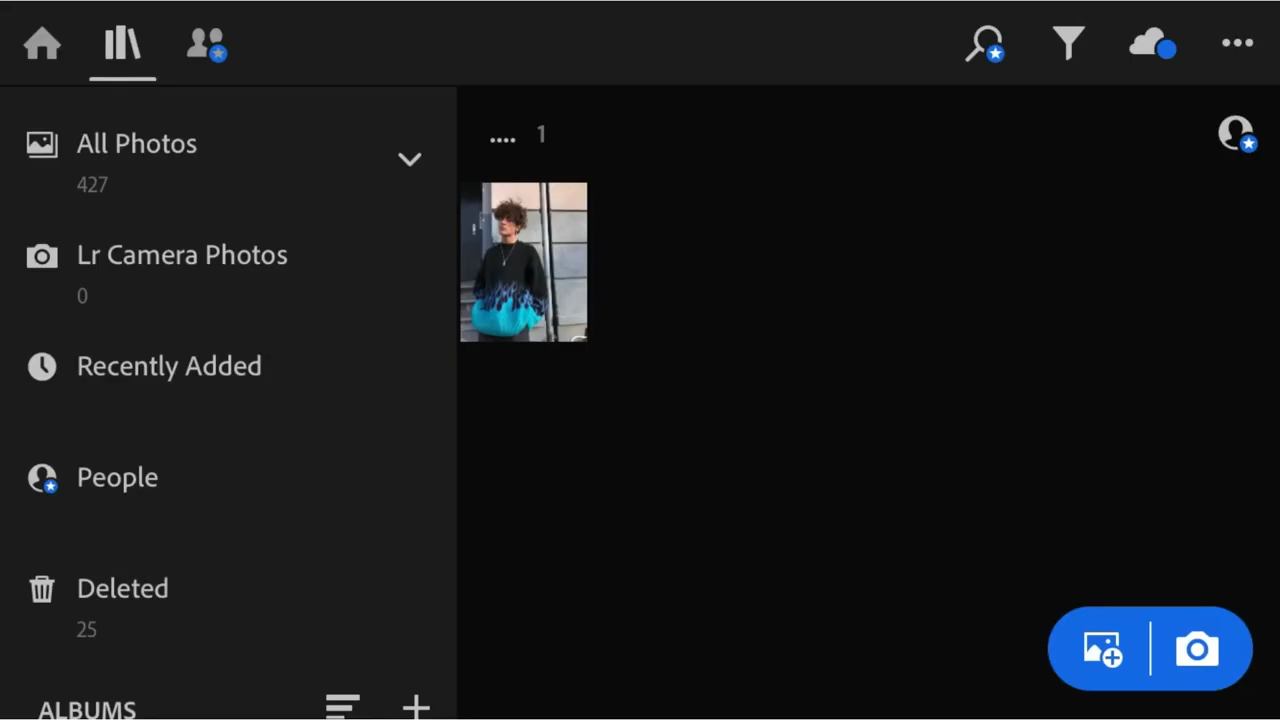 All Photos
427
.... 1
Lr Camera Photos
0
Recently Added
People
Deleted
25
ALBUMS